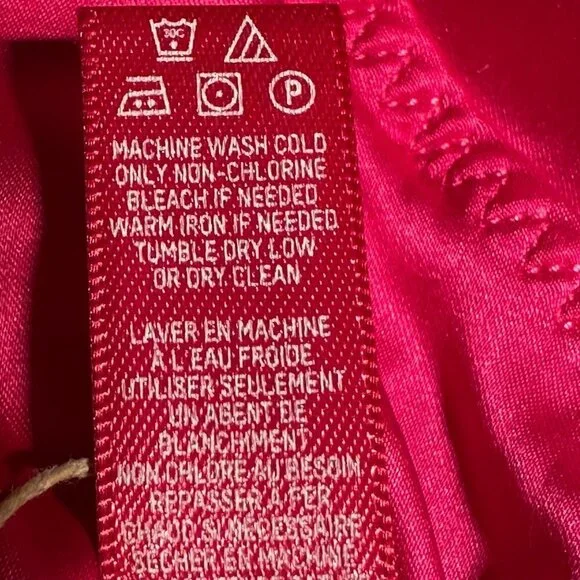 30C
P
MACHINE WASH COLD
ONLY NON-CHLORINE
BLEACH IF NEEDED
WARM IRON IF NEEDED
TUMBLE DRY LOW
OR DRY CLEAN
LAVER EN MACHINE
À L'EAU FROIDE
UTILISER SEULEMENT
UN AGENT DE
BLANCHIMENT
NON CHLORE AU BESOIN
REPASSER À FER
CHAUD SI NECESSAIRE
SÉCHER EN MACHINE